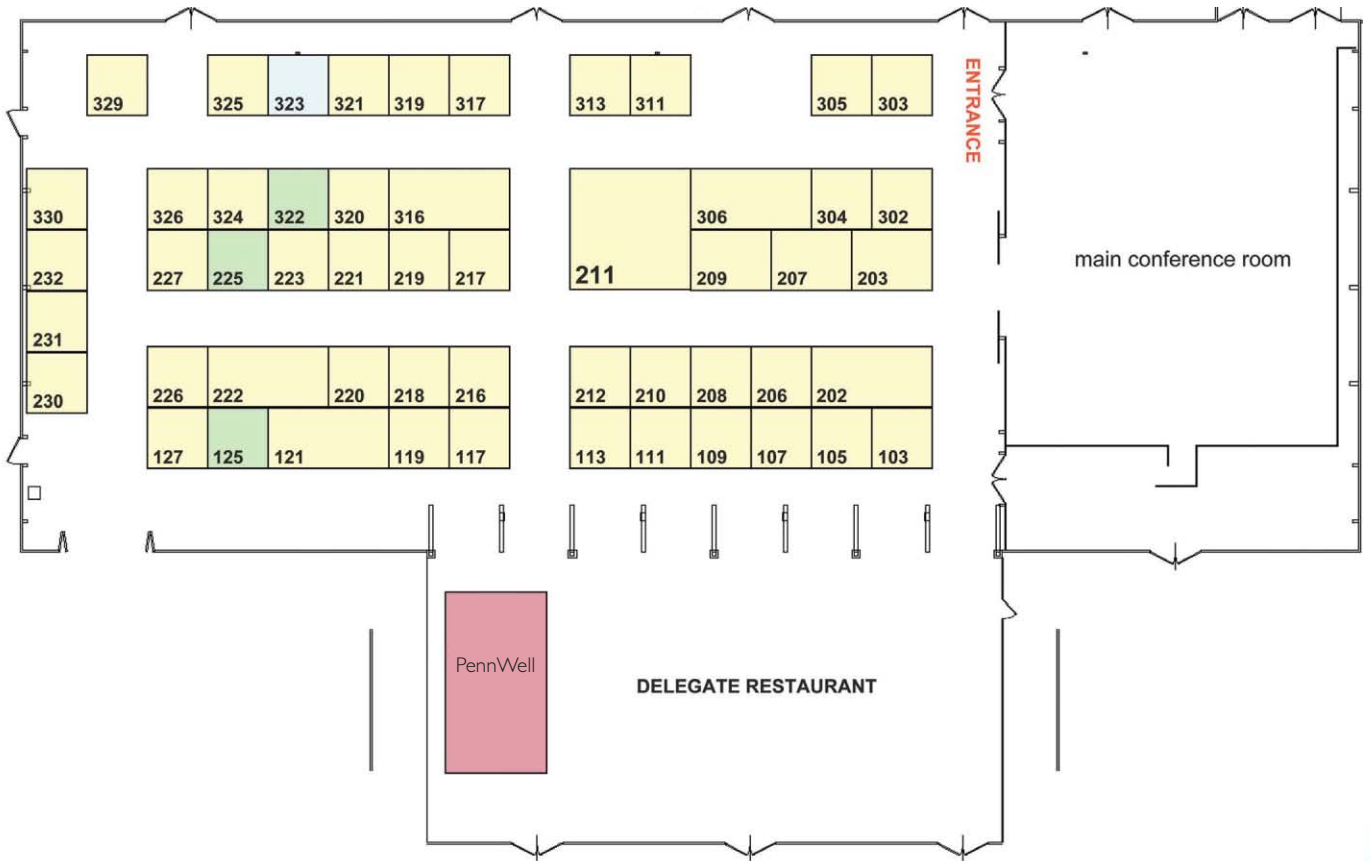 329 325 323 321 319 317 313 311 305 303
ENTRANCE
330 326 324 322 320 316 306 304 302
main conference room
232 227 225 223 221 219 217 211 209 207 203
231
230 226 222 220 218 216 212 210 208 206 202
127 125 121 119 117 113 111 109 107 105 103
PennWell
DELEGATE RESTAURANT